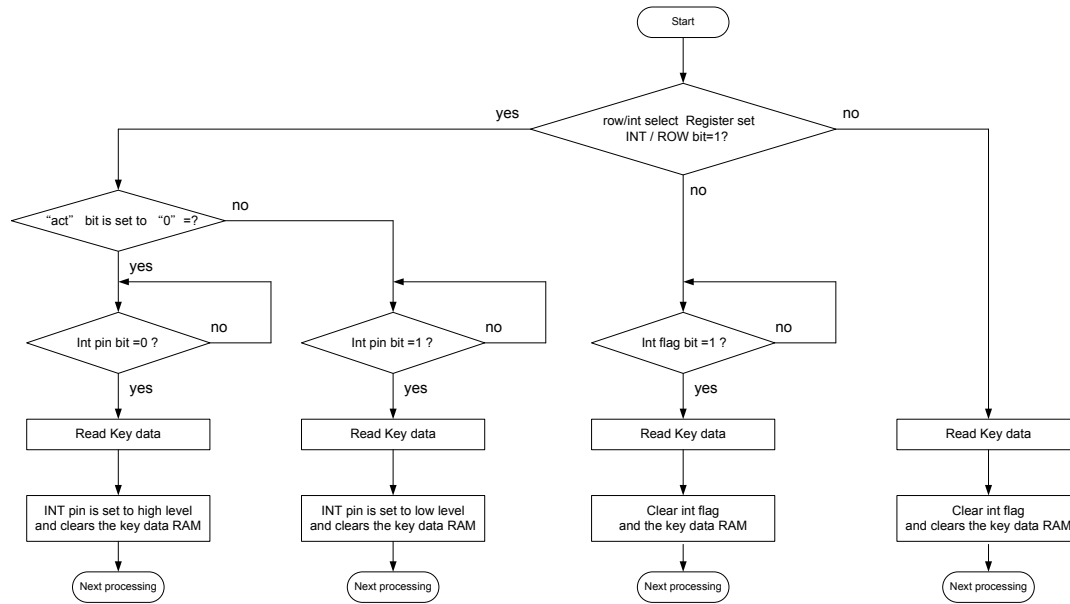 Start
yes
no
row/int select Register set
INT / ROW bit=1?
no
“act” bit is set to “0” =?
no
yes
Int pin bit =0 ?
no
Int pin bit =1 ?
no
Int flag bit =1 ?
no
yes
yes
yes
Read Key data
Read Key data
Read Key data
Read Key data
INT pin is set to high level
and clears the key data RAM
INT pin is set to low level
and clears the key data RAM
Clear int flag
and the key data RAM
Clear int flag
and clears the key data RAM
Next processing
Next processing
Next processing
Next processing